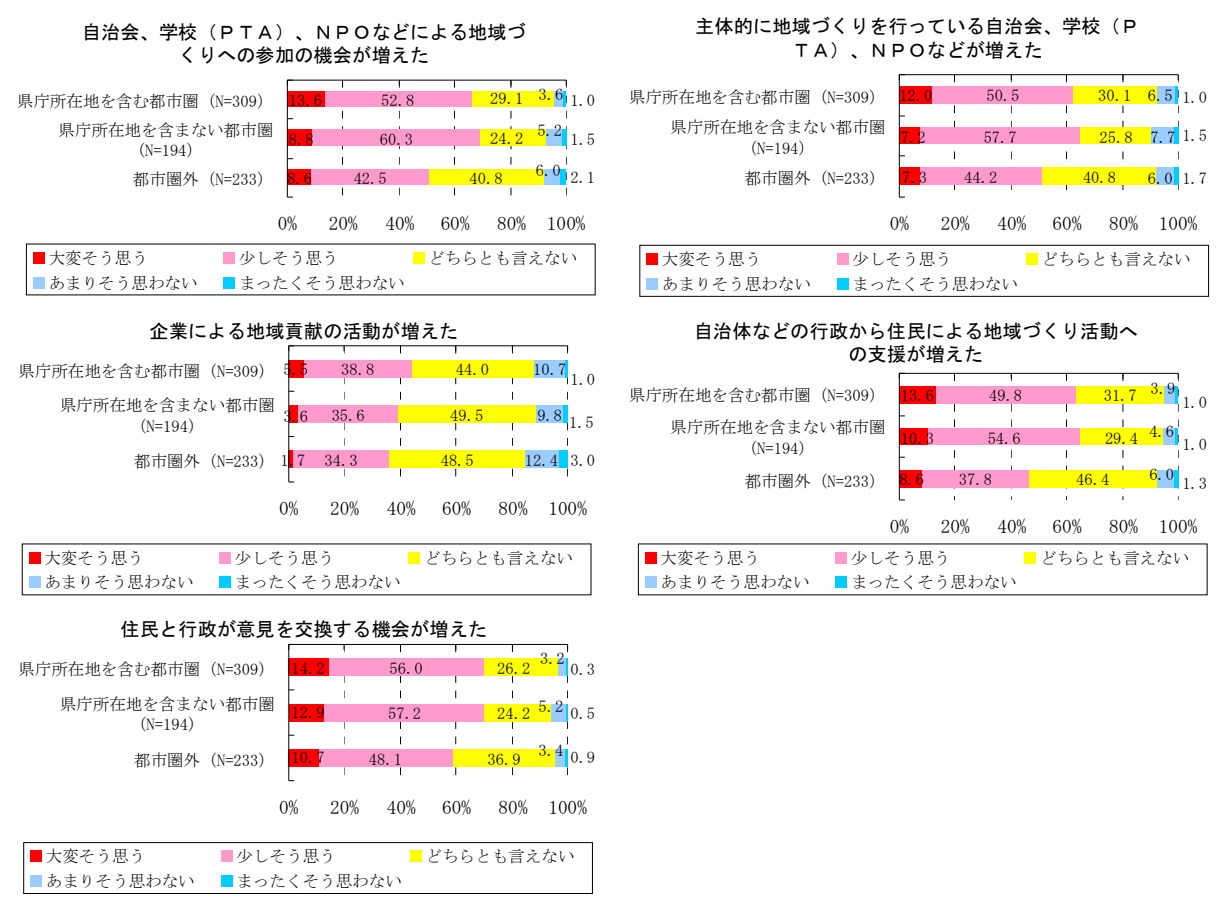 自治会、学校（ＰＴＡ）、ＮＰＯなどによる地域づ
くりへの参加の機会が増えた
県庁所在地を含む都市圏（N=309） 13.6 52.8 29.1 3.6 1.0
県庁所在地を含まない都市圏
（N=194） 8.8 60.3 24.2 5.2 1.5
都市圏外（N=233） 8.6 42.5 40.8 6.0 2.1
0% 20% 40% 60% 80% 100%
大変そう思う 少しそう思う どちらとも言えない
あまりそう思わない まったくそう思わない
主体的に地域づくりを行っている自治会、学校（Ｐ
ＴＡ）、ＮＰＯなどが増えた
県庁所在地を含む都市圏（N=309） 12.0 50.5 30.1 6.5 1.0
県庁所在地を含まない都市圏
（N=194） 7.2 57.7 25.8 7.7 1.5
都市圏外（N=233） 7.3 44.2 40.8 6.0 1.7
0% 20% 40% 60% 80% 100%
大変そう思う 少しそう思う どちらとも言えない
あまりそう思わない まったくそう思わない
企業による地域貢献の活動が増えた
県庁所在地を含む都市圏（N=309） 5.5 38.8 44.0 10.7 1.0
県庁所在地を含まない都市圏
（N=194） 3.6 35.6 49.5 9.8 1.5
都市圏外（N=233） 1.7 34.3 48.5 12.4 3.0
0% 20% 40% 60% 80% 100%
大変そう思う 少しそう思う どちらとも言えない
あまりそう思わない まったくそう思わない
自治体などの行政から住民による地域づくり活動へ
の支援が増えた
県庁所在地を含む都市圏（N=309） 13.6 49.8 31.7 3.9 1.0
県庁所在地を含まない都市圏
（N=194） 10.3 54.6 29.4 4.6 1.0
都市圏外（N=233） 8.6 37.8 46.4 6.0 1.3
0% 20% 40% 60% 80% 100%
大変そう思う 少しそう思う どちらとも言えない
あまりそう思わない まったくそう思わない
住民と行政が意見を交換する機会が増えた
県庁所在地を含む都市圏（N=309） 14.2 56.0 26.2 3.2 0.3
県庁所在地を含まない都市圏
（N=194） 12.9 57.2 24.2 5.2 0.5
都市圏外（N=233） 10.7 48.1 36.9 3.4 0.9
0% 20% 40% 60% 80% 100%
大変そう思う 少しそう思う どちらとも言えない
あまりそう思わない まったくそう思わない